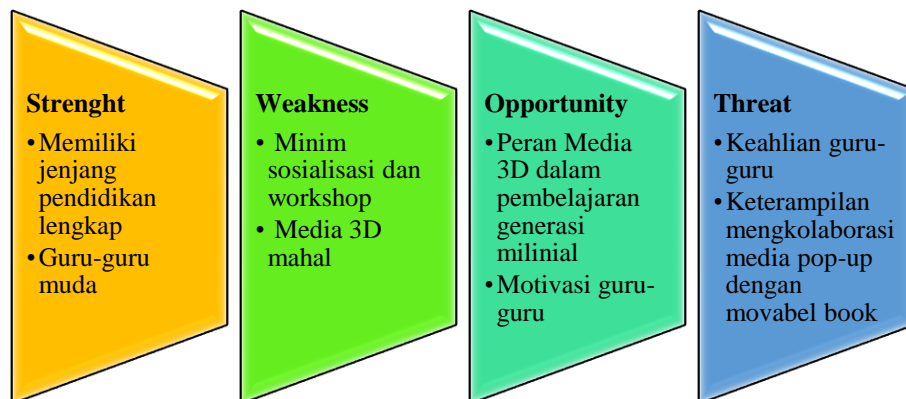 Strenght
•Memiliki
jenjang
pendidikan
lengkap
•Guru-guru
muda
Weakness
• Minim
sosialisasi dan
workshop
• Media 3D
mahal
Opportunity
•Peran Media
3D dalam
pembelajaran
generasi
milinial
•Motivasi guru-
guru
Threat
•Keahlian guru-
guru
•Keterampilan
mengkolaborasi
media pop-up
dengan
movabel book